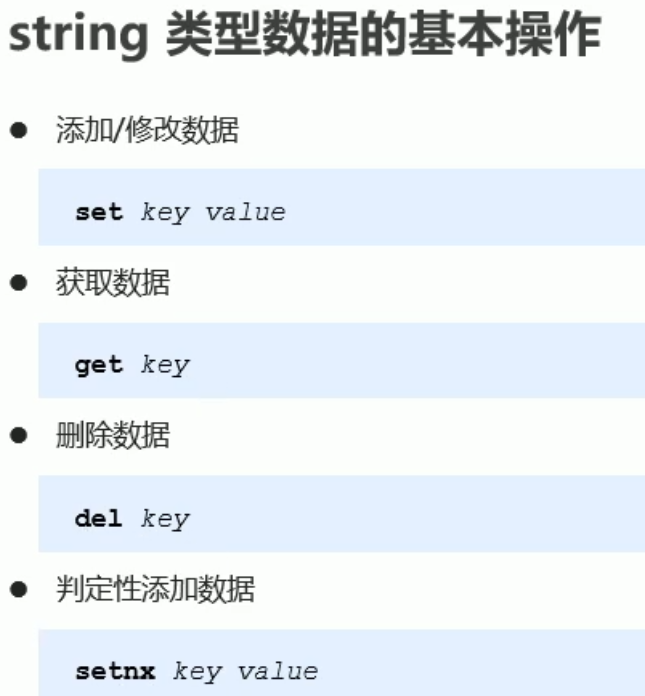 string 类型数据的基本操作
● 添加/修改数据
set key value
● 获取数据
get key
● 删除数据
del key
● 判定性添加数据
setnx key value